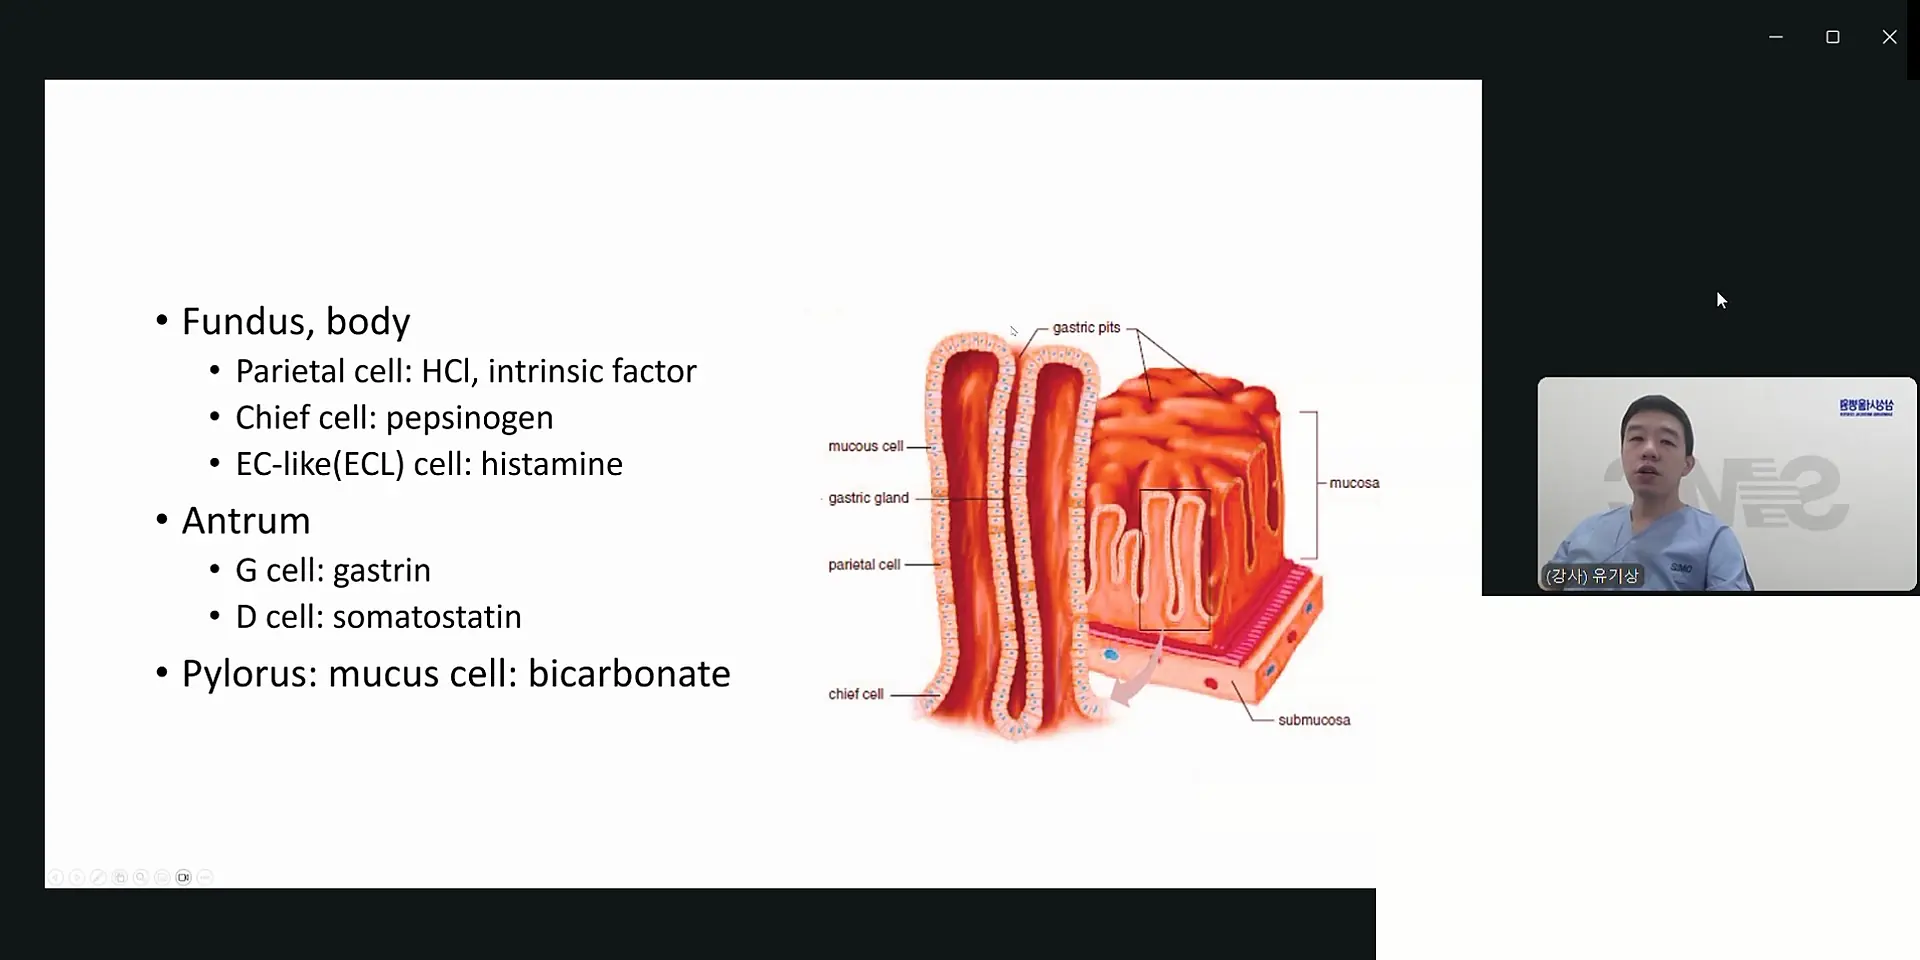 • Fundus, body
• Parietal cell: HCl, intrinsic factor
• Chief cell: pepsinogen
• EC-like(ECL) cell: histamine
• Antrum
• G cell: gastrin
• D cell: somatostatin
• Pylorus: mucus cell: bicarbonate
gastric pits
mucous cell
gastric gland
parietal cell
chief cell
mucosa
submucosa
(강사) 유기상